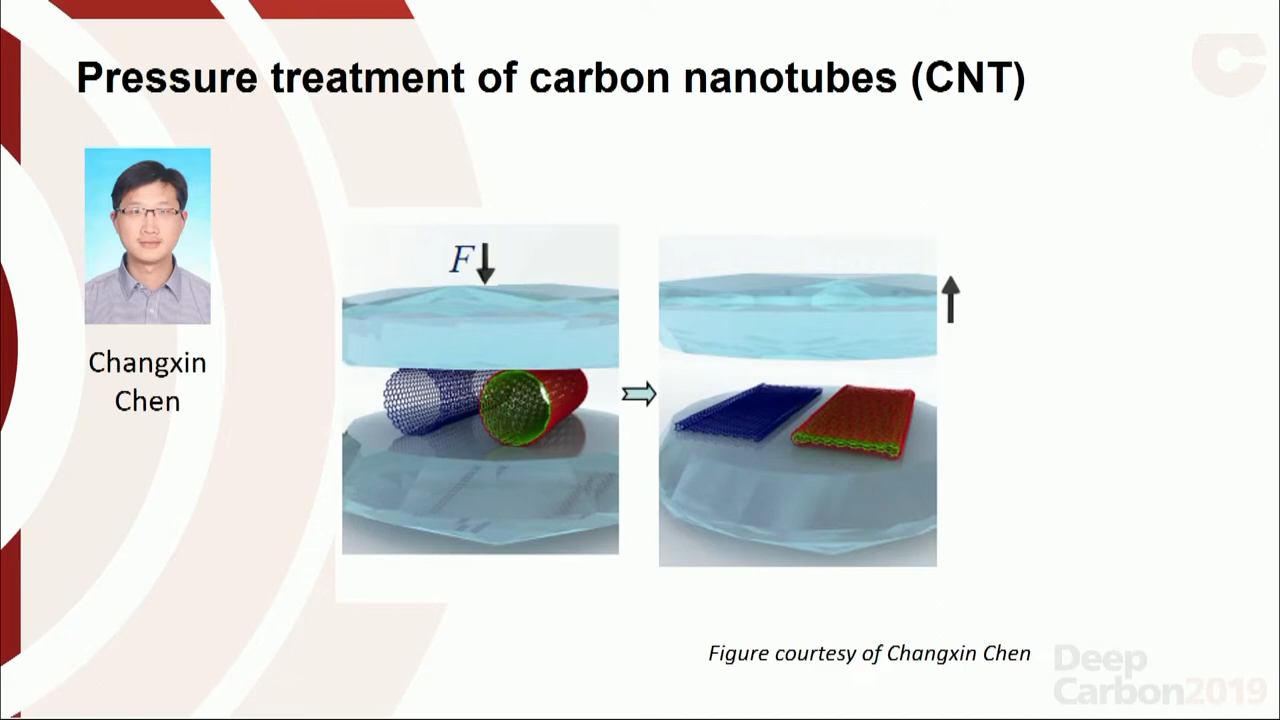 Pressure treatment of carbon nanotubes (CNT)
F
Changxin
Chen
Figure courtesy of Changxin Chen
Deep
Carbon2019